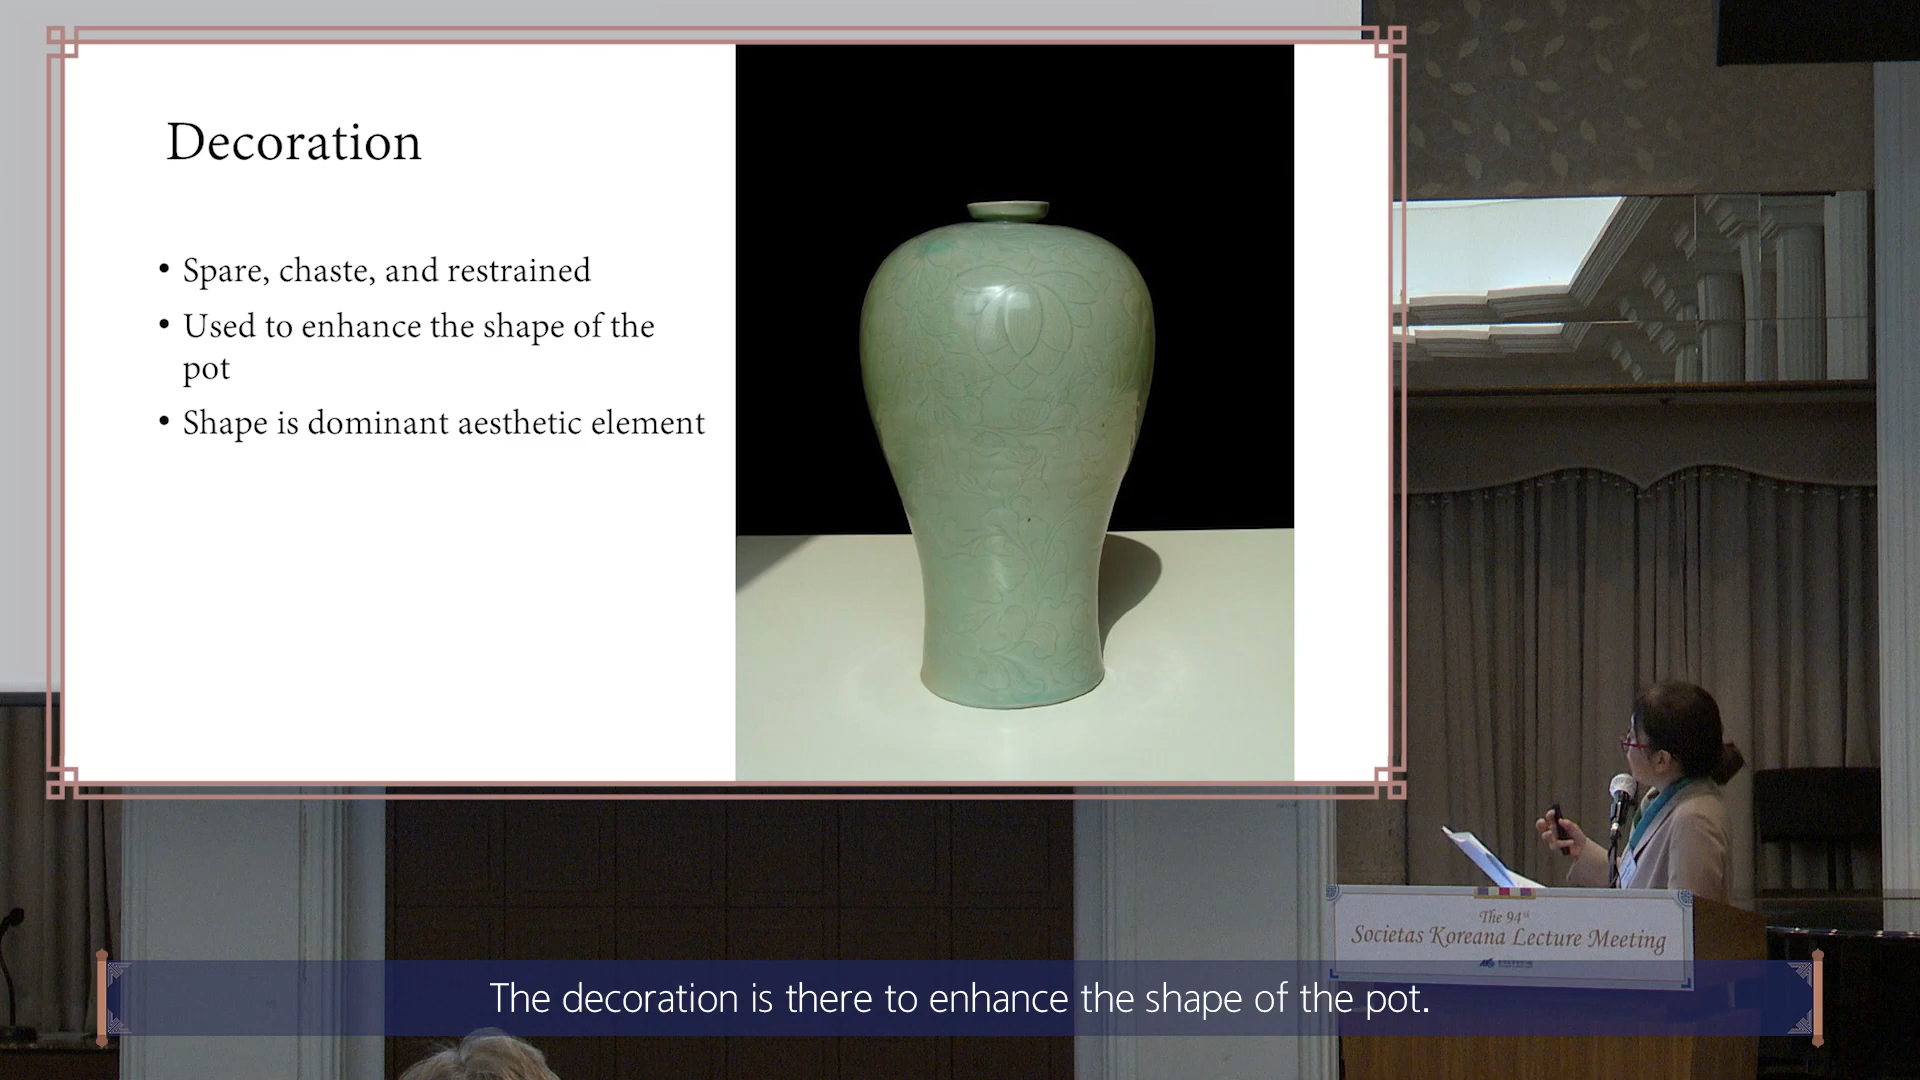 Decoration
• Spare, chaste, and restrained
• Used to enhance the shape of the
pot
• Shape is dominant aesthetic element
The 94st
Societas Koreana Lecture Meeting
The decoration is there to enhance the shape of the pot.